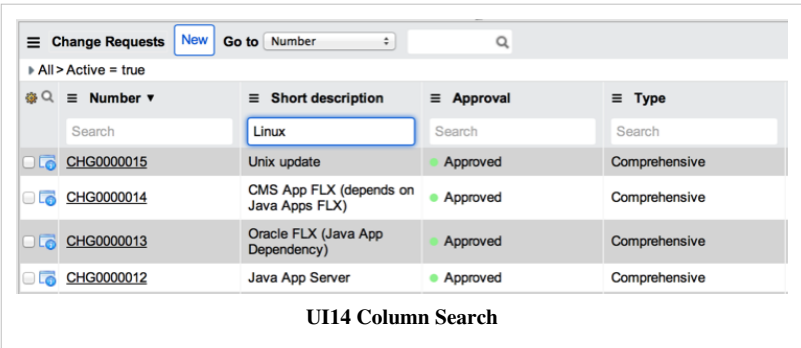 Change Requests New Go to Number
All > Active = true
Number ▼ Short description Approval Type
Search Linux Search Search
CHG0000015 Unix update Approved Comprehensive
CHG0000014 CMS App FLX (depends on Java Apps FLX) Approved Comprehensive
CHG0000013 Oracle FLX (Java App Dependency) Approved Comprehensive
CHG0000012 Java App Server Approved Comprehensive
UI14 Column Search